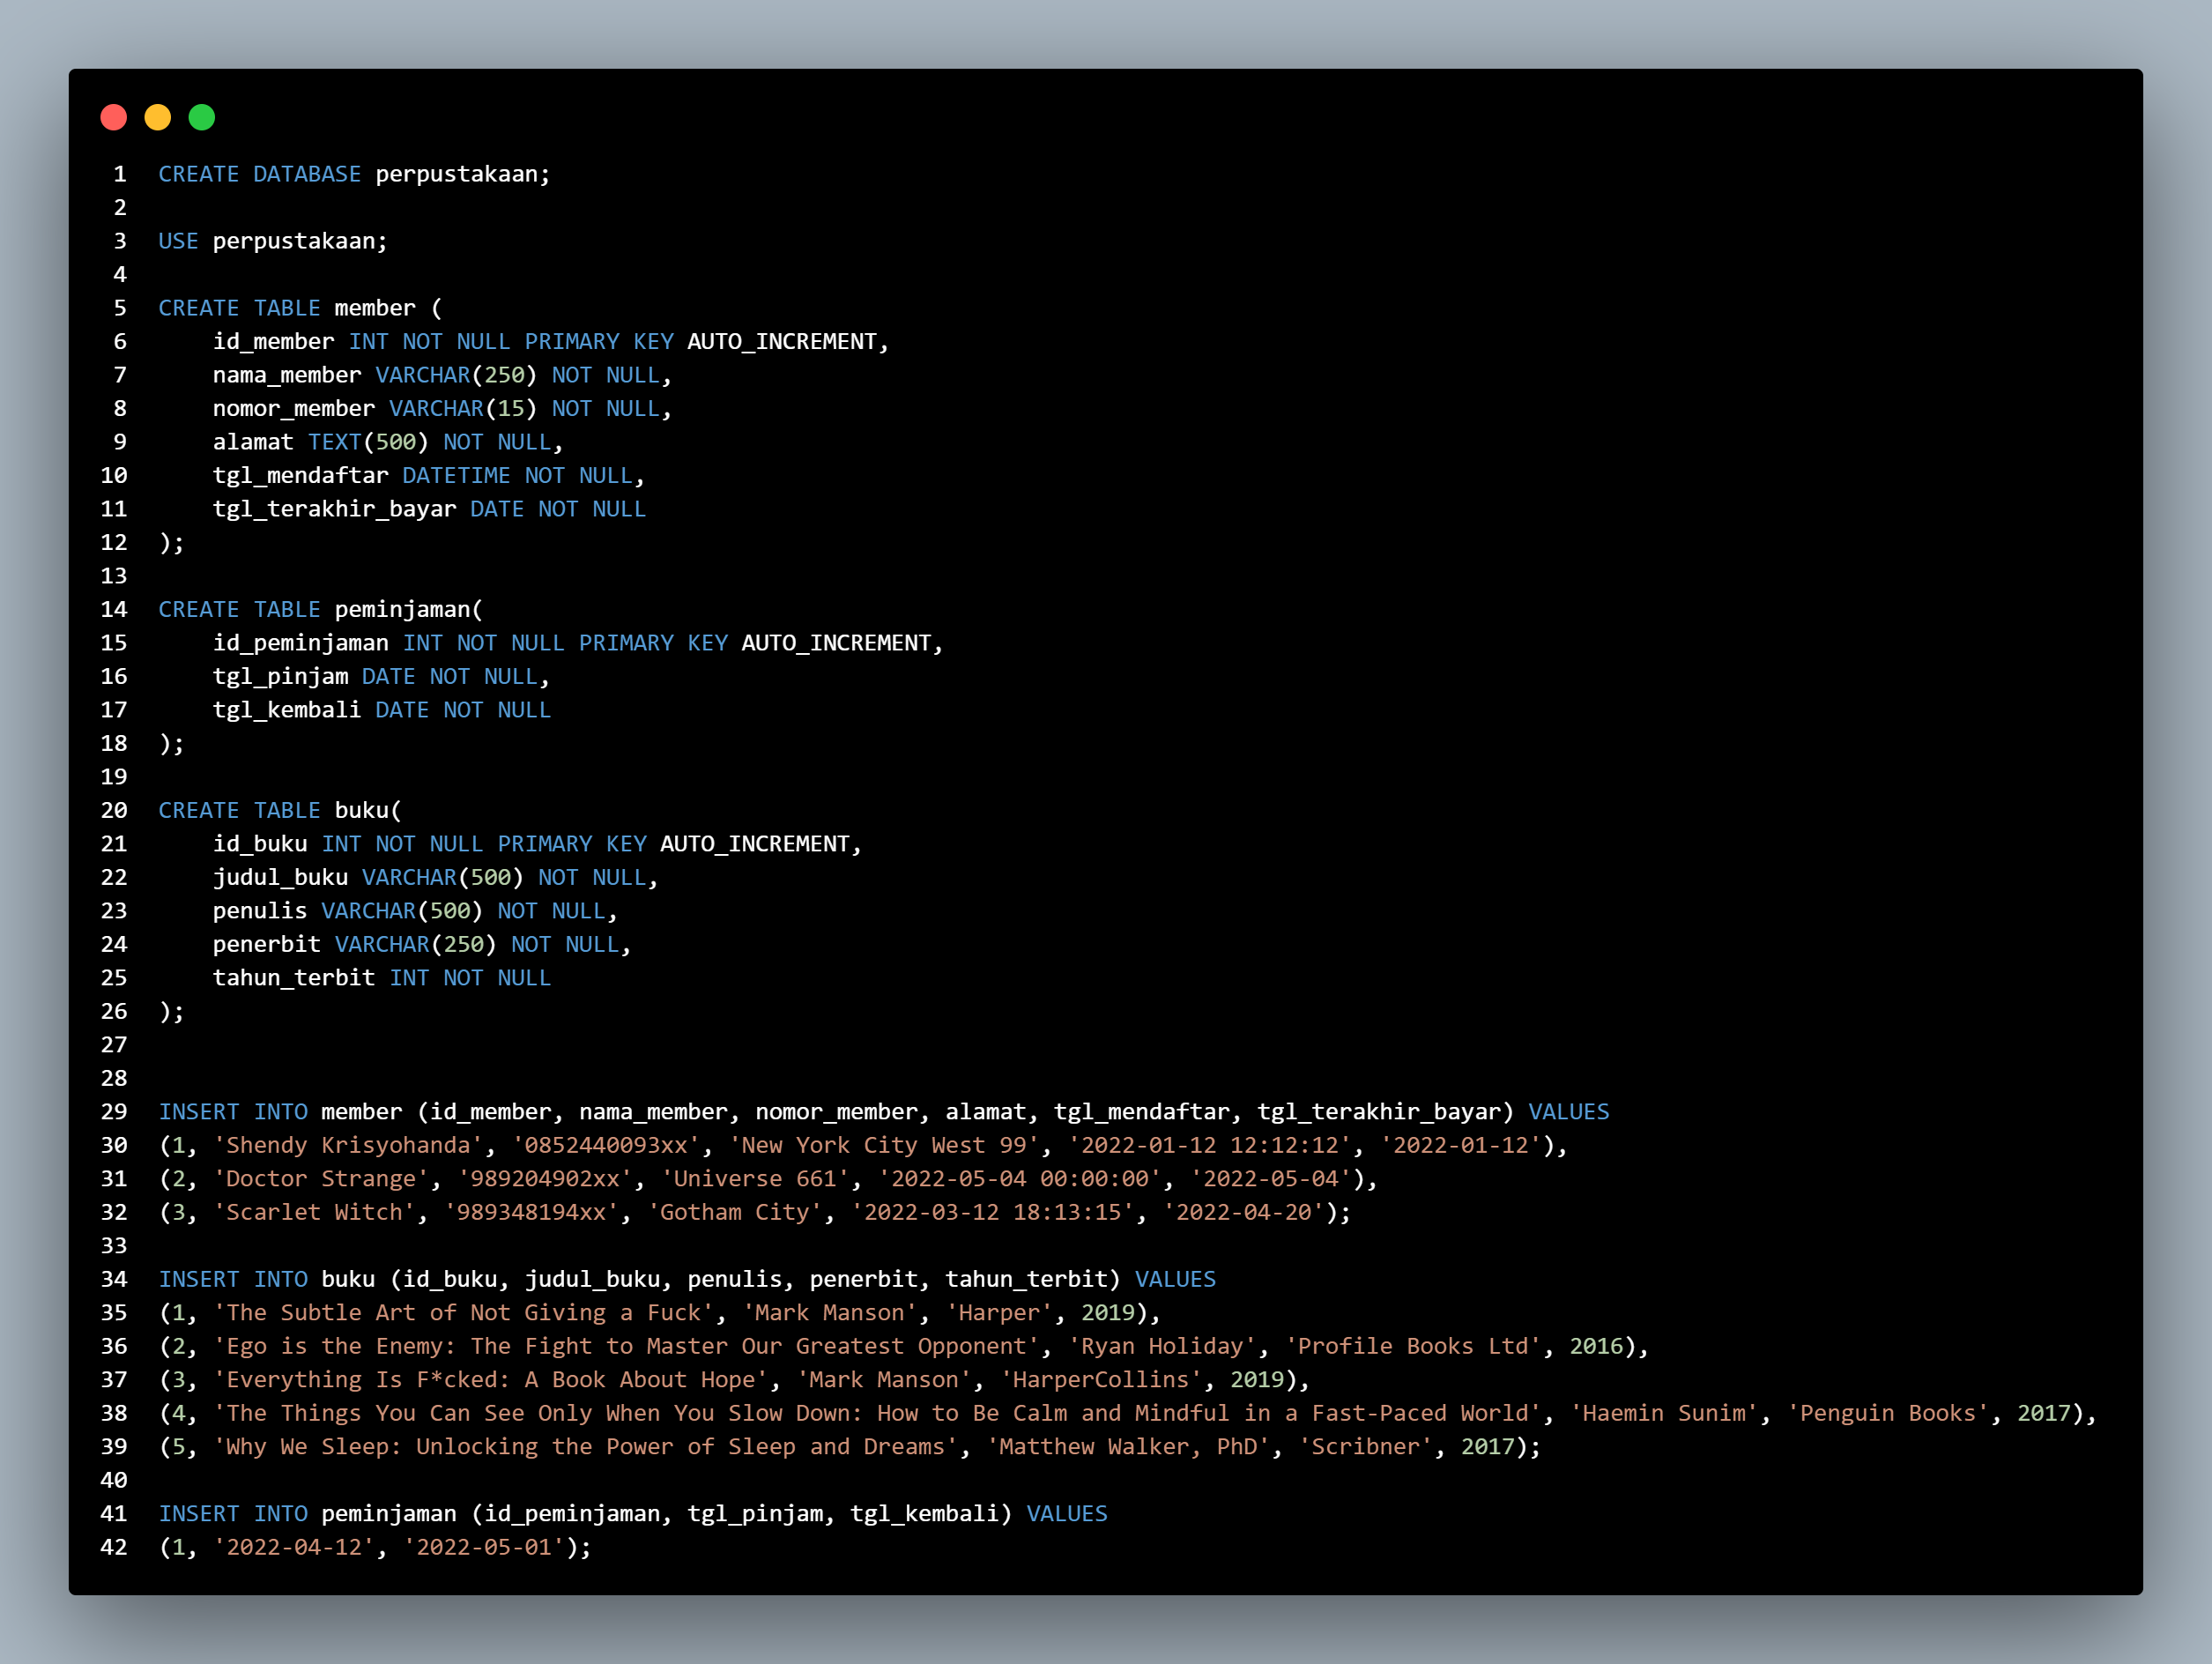 1 CREATE DATABASE perpustakaan;
2
3 USE perpustakaan;
4
5 CREATE TABLE member (
6     id_member INT NOT NULL PRIMARY KEY AUTO_INCREMENT,
7     nama_member VARCHAR(250) NOT NULL,
8     nomor_member VARCHAR(15) NOT NULL,
9     alamat TEXT(500) NOT NULL,
10     tgl_mendaftar DATETIME NOT NULL,
11     tgl_terakhir_bayar DATE NOT NULL
12 );
13
14 CREATE TABLE peminjaman(
15     id_peminjaman INT NOT NULL PRIMARY KEY AUTO_INCREMENT,
16     tgl_pinjam DATE NOT NULL,
17     tgl_kembali DATE NOT NULL
18 );
19
20 CREATE TABLE buku(
21     id_buku INT NOT NULL PRIMARY KEY AUTO_INCREMENT,
22     judul_buku VARCHAR(500) NOT NULL,
23     penulis VARCHAR(500) NOT NULL,
24     penerbit VARCHAR(250) NOT NULL,
25     tahun_terbit INT NOT NULL
26 );
27
28
29 INSERT INTO member (id_member, nama_member, nomor_member, alamat, tgl_mendaftar, tgl_terakhir_bayar) VALUES
30 (1, 'Shendy Krisyohanda', '0852440093xx', 'New York City West 99', '2022-01-12 12:12:12', '2022-01-12'),
31 (2, 'Doctor Strange', '989204902xx', 'Universe 661', '2022-05-04 00:00:00', '2022-05-04'),
32 (3, 'Scarlet Witch', '989348194xx', 'Gotham City', '2022-03-12 18:13:15', '2022-04-20');
33
34 INSERT INTO buku (id_buku, judul_buku, penulis, penerbit, tahun_terbit) VALUES
35 (1, 'The Subtle Art of Not Giving a Fuck', 'Mark Manson', 'Harper', 2019),
36 (2, 'Ego is the Enemy: The Fight to Master Our Greatest Opponent', 'Ryan Holiday', 'Profile Books Ltd', 2016),
37 (3, 'Everything Is F*cked: A Book About Hope', 'Mark Manson', 'HarperCollins', 2019),
38 (4, 'The Things You Can See Only When You Slow Down: How to Be Calm and Mindful in a Fast-Paced World', 'Haemin Sunim', 'Penguin Books', 2017),
39 (5, 'Why We Sleep: Unlocking the Power of Sleep and Dreams', 'Matthew Walker, PhD', 'Scribner', 2017);
40
41 INSERT INTO peminjaman (id_peminjaman, tgl_pinjam, tgl_kembali) VALUES
42 (1, '2022-04-12', '2022-05-01');